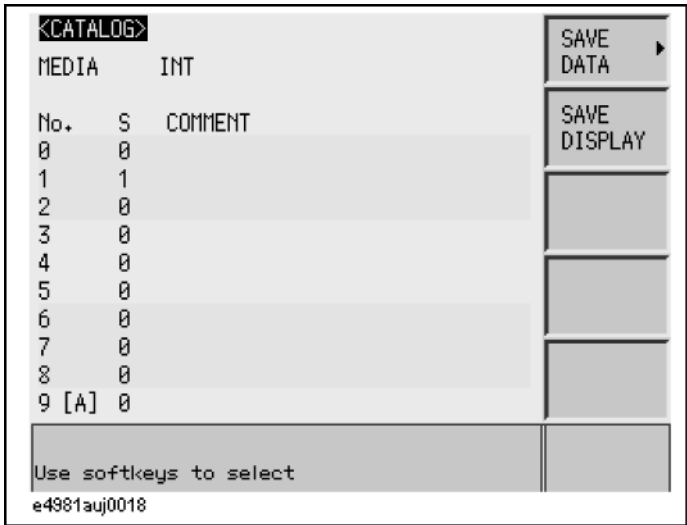 <CATALOG>
MEDIA INT
No. S COMMENT
0 0
1 1
2 0
3 0
4 0
5 0
6 0
7 0
8 0
9 [A] 0
SAVE
DATA
SAVE
DISPLAY
Use softkeys to select
e4981auj0018